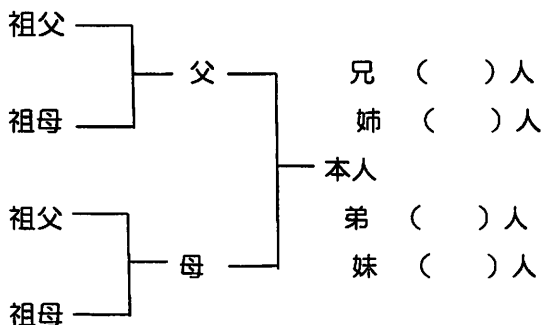 祖父
父 兄 ( )人
祖母 姉 ( )人
本人
祖父 弟 ( )人
母 妹 ( )人
祖母